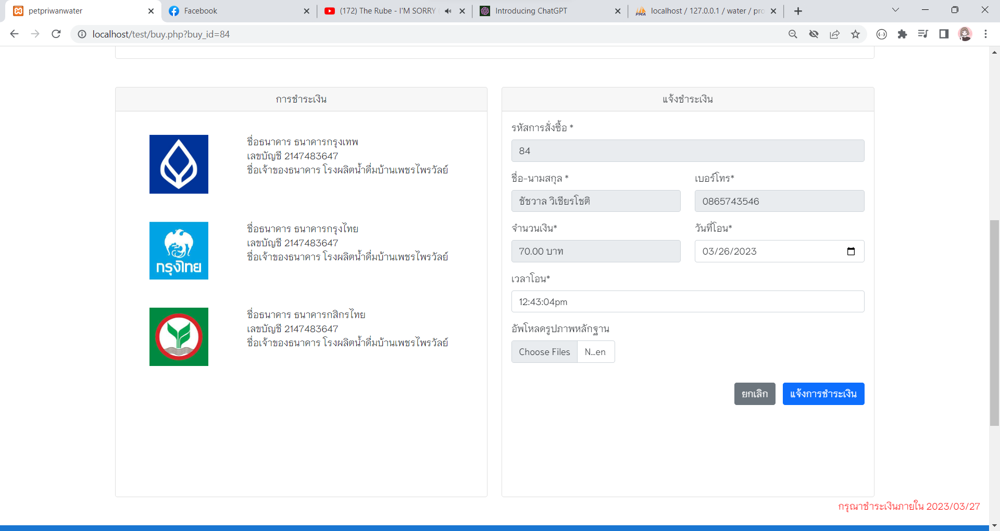 petpriwanwater
Facebook
(172) The Rube - I'M SORRY
Introducing ChatGPT
localhost / 127.0.0.1 / water / pro
localhost/test/buy.php?buy_id=84
การชำระเงิน
ชื่อธนาคาร ธนาคารกรุงเทพ
เลขบัญชี 2147483647
ชื่อเจ้าของธนาคาร โรงผลิตน้ำดื่มบ้านเพชรไพรวัลย์
กรุงไทย
ชื่อธนาคาร ธนาคารกรุงไทย
เลขบัญชี 2147483647
ชื่อเจ้าของธนาคาร โรงผลิตน้ำดื่มบ้านเพชรไพรวัลย์
ชื่อธนาคาร ธนาคารกสิกรไทย
เลขบัญชี 2147483647
ชื่อเจ้าของธนาคาร โรงผลิตน้ำดื่มบ้านเพชรไพรวัลย์
แจ้งชำระเงิน
รหัสการสั่งซื้อ *
84
ชื่อ-นามสกุล *
ชัชวาล วิเชียรโชติ
เบอร์โทร*
0865743546
จำนวนเงิน*
70.00 บาท
วันที่โอน*
03/26/2023
เวลาโอน*
12:43:04pm
อัพโหลดรูปภาพหลักฐาน
Choose Files N...en
ยกเลิก แจ้งการชำระเงิน
กรุณาชำระเงินภายใน 2023/03/27